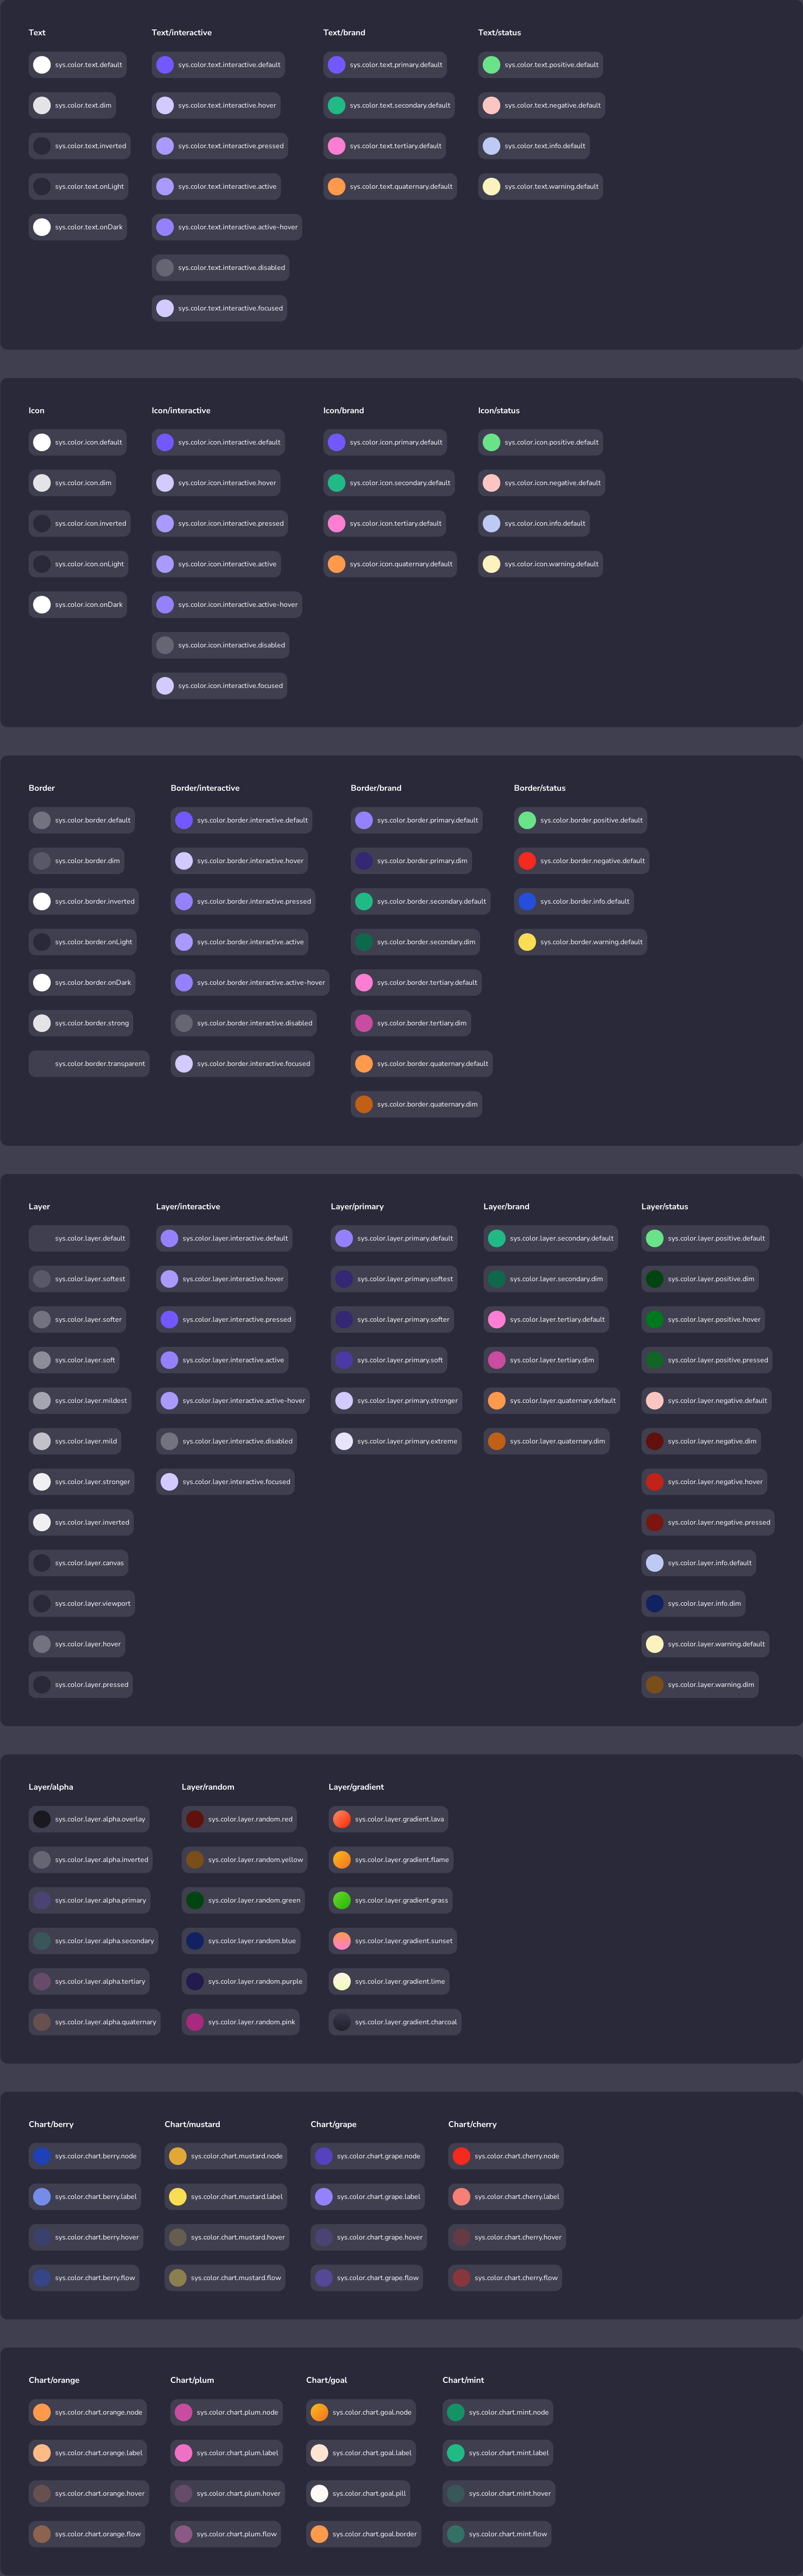 Text
sys.color.text.default
sys.color.text.dim
sys.color.text.inverted
sys.color.text.onLight
sys.color.text.onDark
Text/interactive
sys.color.text.interactive.default
sys.color.text.interactive.hover
sys.color.text.interactive.pressed
sys.color.text.interactive.active
sys.color.text.interactive.active-hover
sys.color.text.interactive.disabled
sys.color.text.interactive.focused
Text/brand
sys.color.text.primary.default
sys.color.text.secondary.default
sys.color.text.tertiary.default
sys.color.text.quaternary.default
Text/status
sys.color.text.positive.default
sys.color.text.negative.default
sys.color.text.info.default
sys.color.text.warning.default
Icon
sys.color.icon.default
sys.color.icon.dim
sys.color.icon.inverted
sys.color.icon.onLight
sys.color.icon.onDark
Icon/interactive
sys.color.icon.interactive.default
sys.color.icon.interactive.hover
sys.color.icon.interactive.pressed
sys.color.icon.interactive.active
sys.color.icon.interactive.active-hover
sys.color.icon.interactive.disabled
sys.color.icon.interactive.focused
Icon/brand
sys.color.icon.primary.default
sys.color.icon.secondary.default
sys.color.icon.tertiary.default
sys.color.icon.quaternary.default
Icon/status
sys.color.icon.positive.default
sys.color.icon.negative.default
sys.color.icon.info.default
sys.color.icon.warning.default
Border
sys.color.border.default
sys.color.border.dim
sys.color.border.inverted
sys.color.border.onLight
sys.color.border.onDark
sys.color.border.strong
sys.color.border.transparent
Border/interactive
sys.color.border.interactive.default
sys.color.border.interactive.hover
sys.color.border.interactive.pressed
sys.color.border.interactive.active
sys.color.border.interactive.active-hover
sys.color.border.interactive.disabled
sys.color.border.interactive.focused
Border/brand
sys.color.border.primary.default
sys.color.border.primary.dim
sys.color.border.secondary.default
sys.color.border.secondary.dim
sys.color.border.tertiary.default
sys.color.border.tertiary.dim
sys.color.border.quaternary.default
sys.color.border.quaternary.dim
Border/status
sys.color.border.positive.default
sys.color.border.negative.default
sys.color.border.info.default
sys.color.border.warning.default
Layer
sys.color.layer.default
sys.color.layer.softest
sys.color.layer.softer
sys.color.layer.soft
sys.color.layer.mildest
sys.color.layer.mild
sys.color.layer.stronger
sys.color.layer.inverted
sys.color.layer.canvas
sys.color.layer.viewport
sys.color.layer.hover
sys.color.layer.pressed
Layer/interactive
sys.color.layer.interactive.default
sys.color.layer.interactive.hover
sys.color.layer.interactive.pressed
sys.color.layer.interactive.active
sys.color.layer.interactive.active-hover
sys.color.layer.interactive.disabled
sys.color.layer.interactive.focused
Layer/primary
sys.color.layer.primary.default
sys.color.layer.primary.softest
sys.color.layer.primary.softer
sys.color.layer.primary.soft
sys.color.layer.primary.stronger
sys.color.layer.primary.extreme
Layer/brand
sys.color.layer.secondary.default
sys.color.layer.secondary.dim
sys.color.layer.tertiary.default
sys.color.layer.tertiary.dim
sys.color.layer.quaternary.default
sys.color.layer.quaternary.dim
Layer/status
sys.color.layer.positive.default
sys.color.layer.positive.dim
sys.color.layer.positive.hover
sys.color.layer.positive.pressed
sys.color.layer.negative.default
sys.color.layer.negative.dim
sys.color.layer.negative.hover
sys.color.layer.negative.pressed
sys.color.layer.info.default
sys.color.layer.info.dim
sys.color.layer.warning.default
sys.color.layer.warning.dim
Layer/alpha
sys.color.layer.alpha.overlay
sys.color.layer.alpha.inverted
sys.color.layer.alpha.primary
sys.color.layer.alpha.secondary
sys.color.layer.alpha.tertiary
sys.color.layer.alpha.quaternary
Layer/random
sys.color.layer.random.red
sys.color.layer.random.yellow
sys.color.layer.random.green
sys.color.layer.random.blue
sys.color.layer.random.purple
sys.color.layer.random.pink
Layer/gradient
sys.color.layer.gradient.lava
sys.color.layer.gradient.flame
sys.color.layer.gradient.grass
sys.color.layer.gradient.sunset
sys.color.layer.gradient.lime
sys.color.layer.gradient.charcoal
Chart/berry
sys.color.chart.berry.node
sys.color.chart.berry.label
sys.color.chart.berry.hover
sys.color.chart.berry.flow
Chart/mustard
sys.color.chart.mustard.node
sys.color.chart.mustard.label
sys.color.chart.mustard.hover
sys.color.chart.mustard.flow
Chart/grape
sys.color.chart.grape.node
sys.color.chart.grape.label
sys.color.chart.grape.hover
sys.color.chart.grape.flow
Chart/cherry
sys.color.chart.cherry.node
sys.color.chart.cherry.label
sys.color.chart.cherry.hover
sys.color.chart.cherry.flow
Chart/orange
sys.color.chart.orange.node
sys.color.chart.orange.label
sys.color.chart.orange.hover
sys.color.chart.orange.flow
Chart/plum
sys.color.chart.plum.node
sys.color.chart.plum.label
sys.color.chart.plum.hover
sys.color.chart.plum.flow
Chart/goal
sys.color.chart.goal.node
sys.color.chart.goal.label
sys.color.chart.goal.pill
sys.color.chart.goal.border
Chart/mint
sys.color.chart.mint.node
sys.color.chart.mint.label
sys.color.chart.mint.hover
sys.color.chart.mint.flow